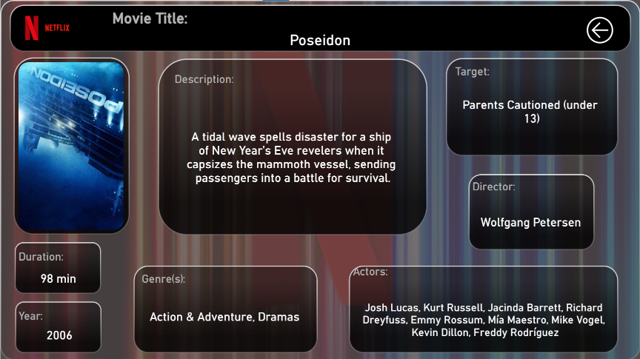 NETFLIX
Movie Title:
Poseidon
POSEIDON
Description:
A tidal wave spells disaster for a ship
of New Year's Eve revelers when it
capsizes the mammoth vessel, sending
passengers into a battle for survival.
Target:
Parents Cautioned (under
13)
Director:
Wolfgang Petersen
Duration:
98 min
Year:
2006
Genre(s):
Action & Adventure, Dramas
Actors:
Josh Lucas, Kurt Russell, Jacinda Barrett, Richard
Dreyfuss, Emmy Rossum, Mía Maestro, Mike Vogel,
Kevin Dillon, Freddy Rodríguez